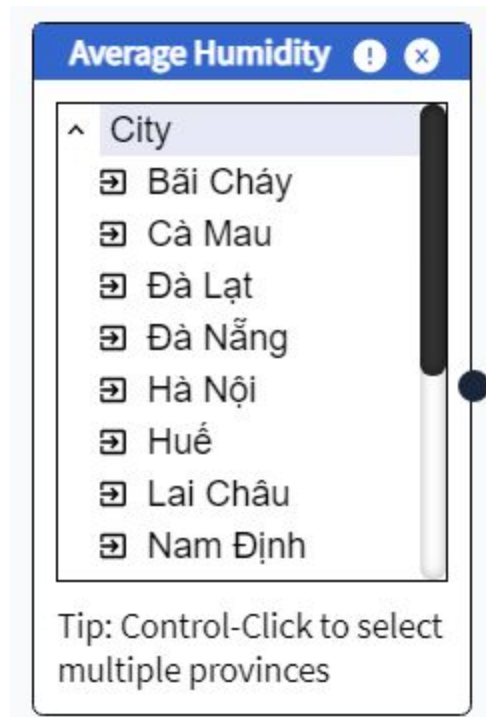 Average Humidity
City
Bãi Cháy
Cà Mau
Đà Lạt
Đà Nẵng
Hà Nội
Huế
Lai Châu
Nam Định
Tip: Control-Click to select
multiple provinces